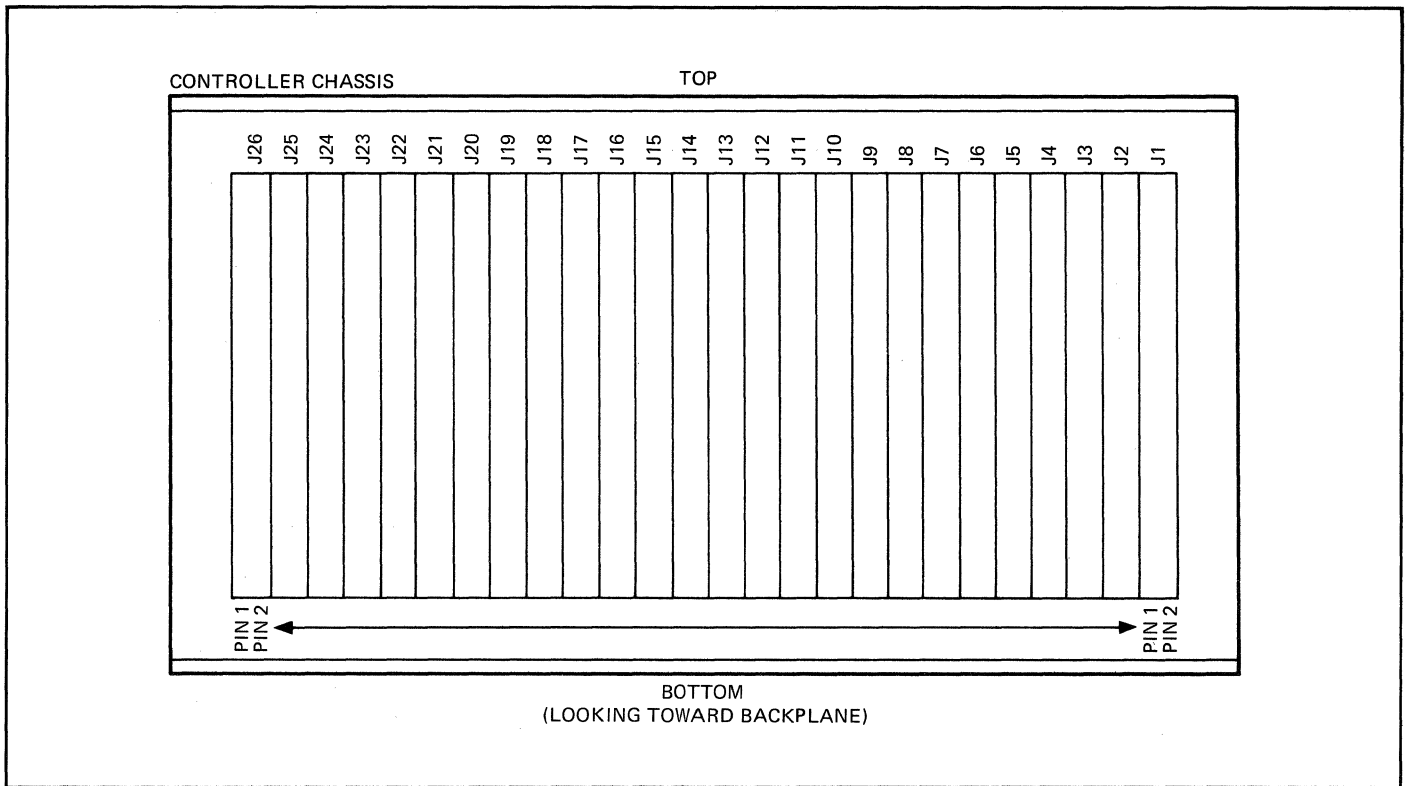 CONTROLLER CHASSIS
TOP
J26 J25 J24 J23 J22 J21 J20 J19 J18 J17 J16 J15 J14 J13 J12 J11 J10 J9 J8 J7 J6 J5 J4 J3 J2 J1
PIN 1
PIN 2
PIN 1
PIN 2
BOTTOM
(LOOKING TOWARD BACKPLANE)